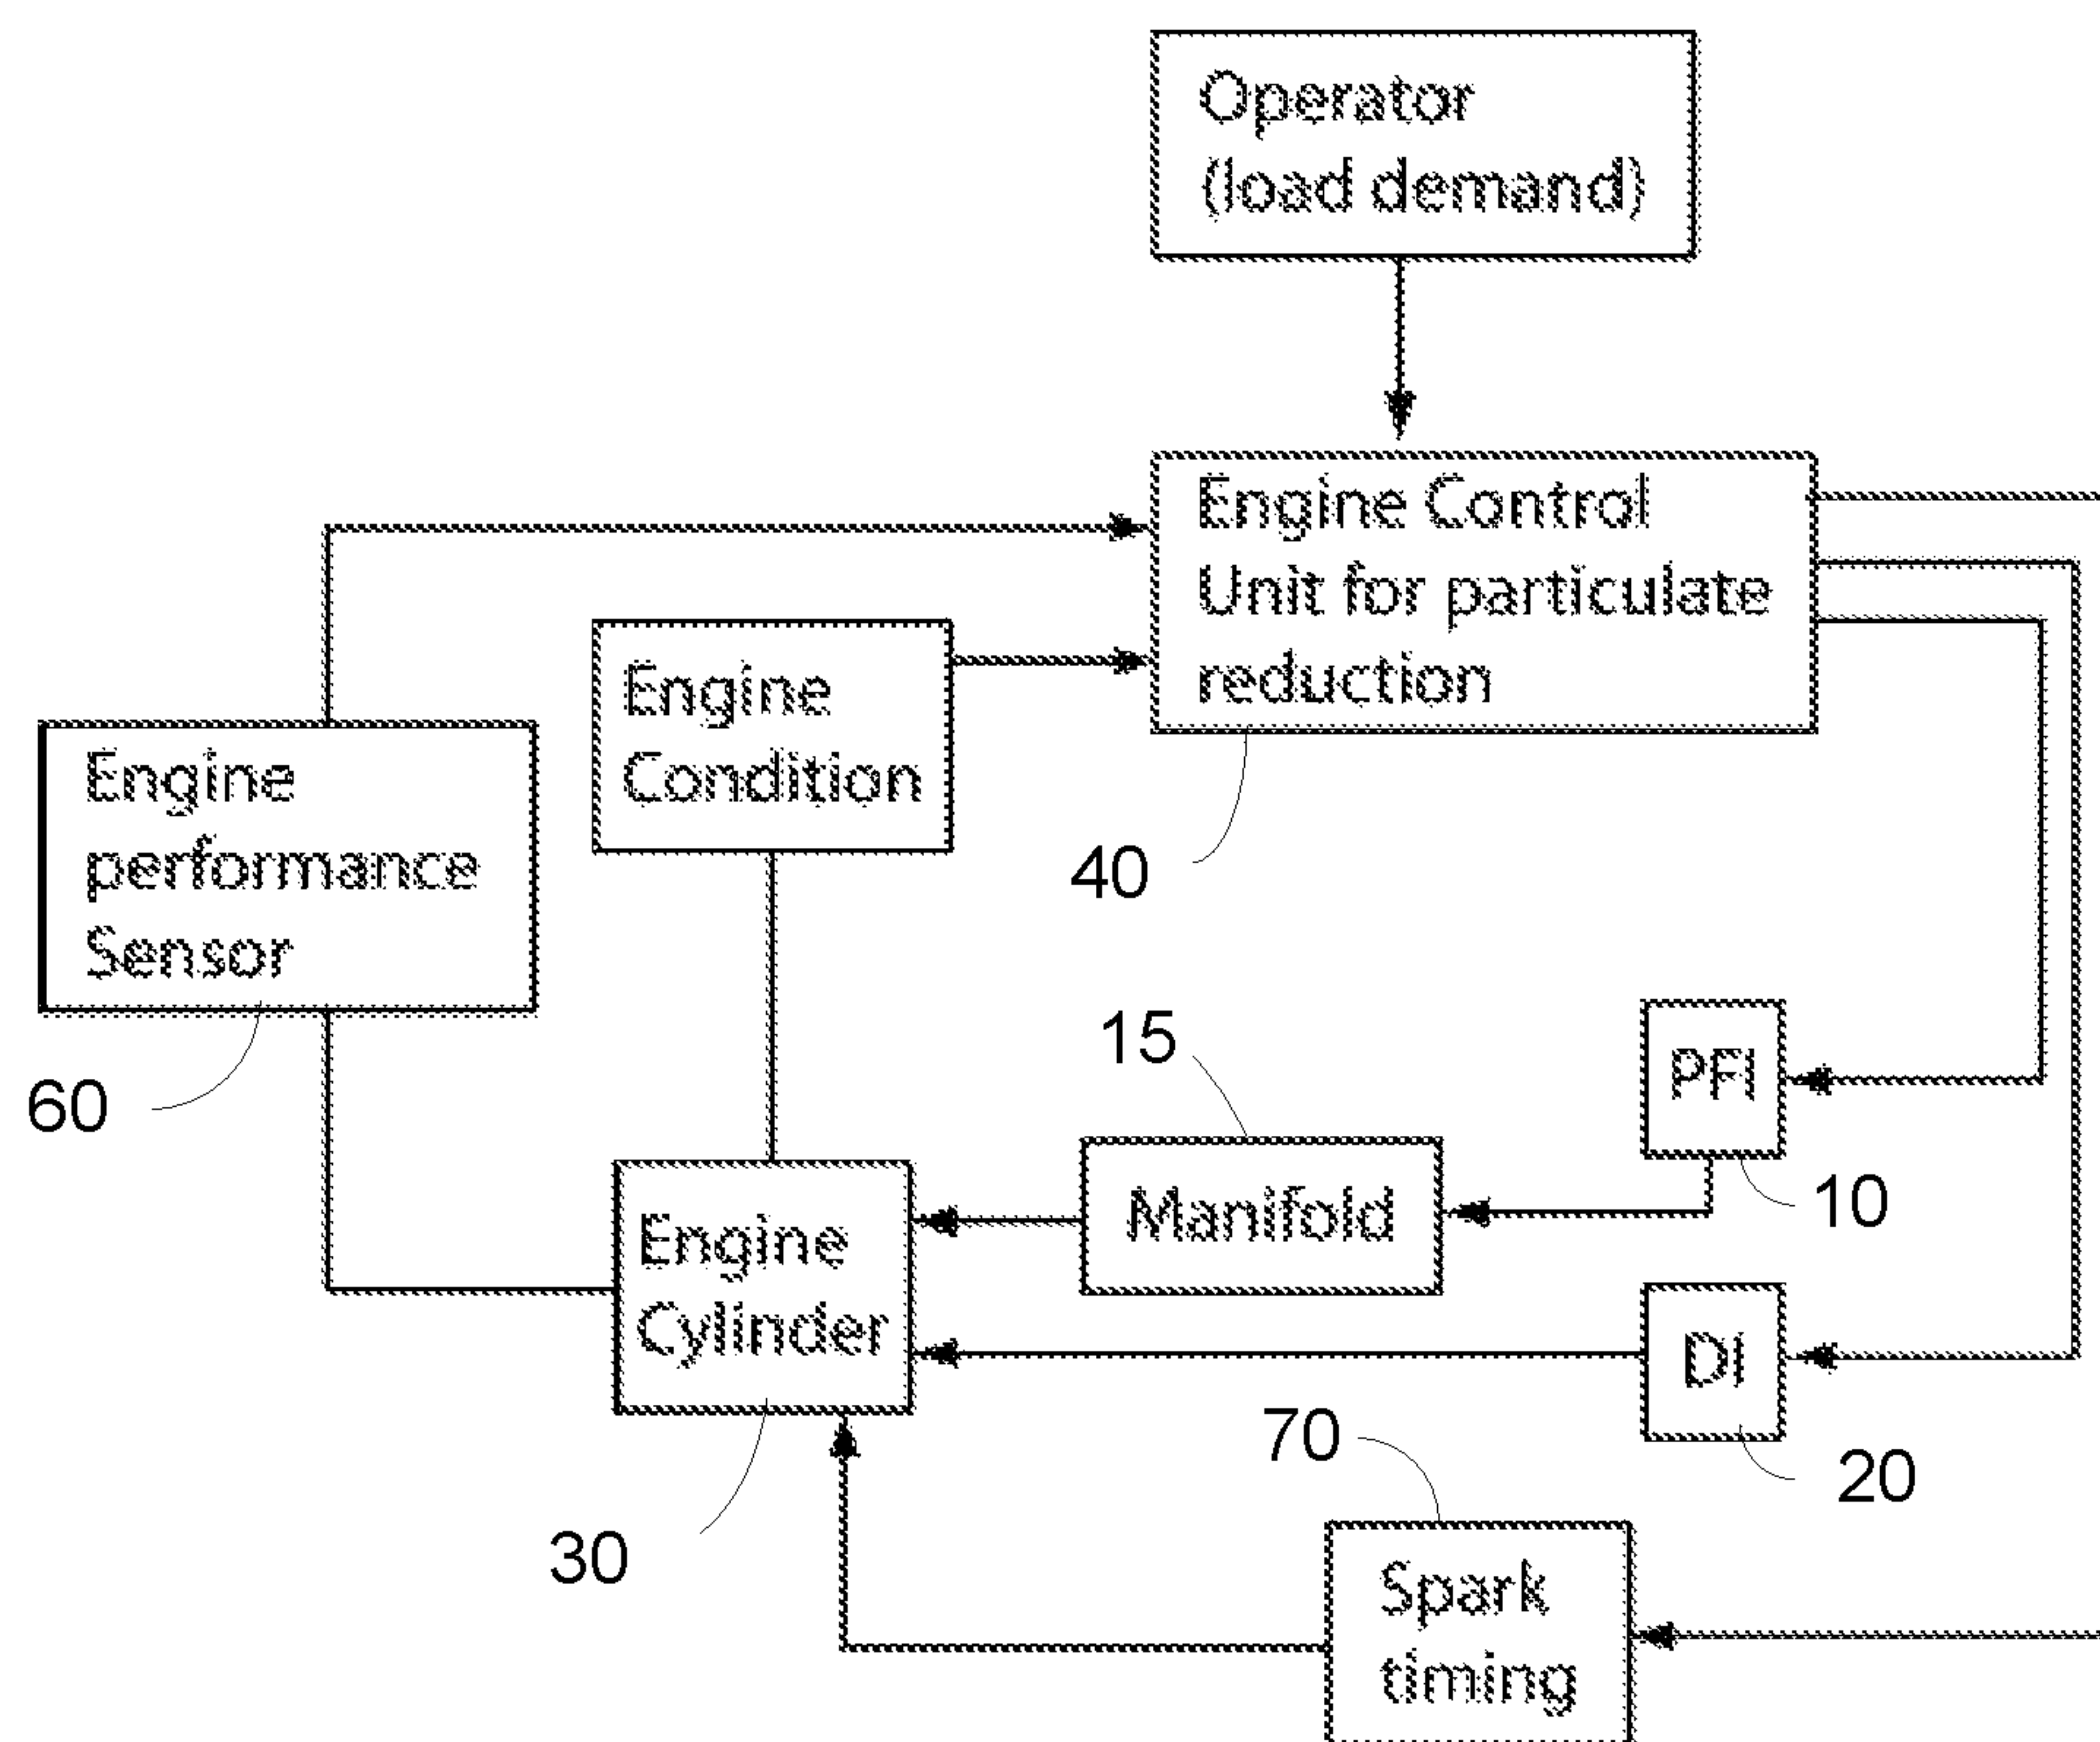 Operator
(load demand)
Engine Control
Unit for particulate
reduction
Engine
Condition
Engine
performance
Sensor
40
15
PFI
60
10
Manifold
Engine
Cylinder
DI
70
20
30
Spark
timing